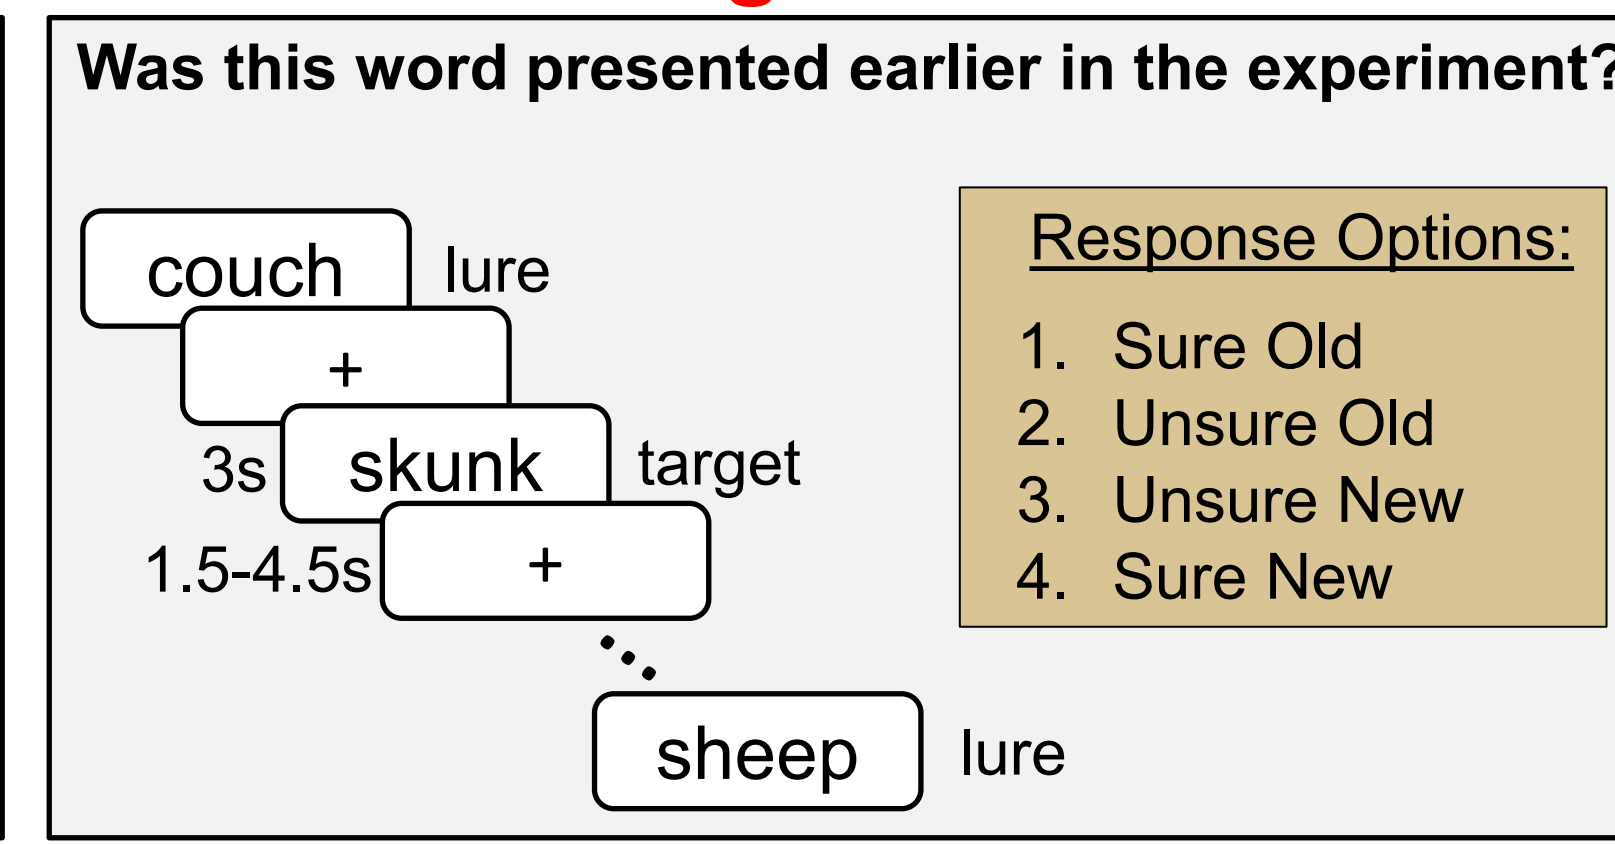 Was this word presented earlier in the experiment?
couch lure
+
3s skunk target
1.5-4.5s +
sheep lure
Response Options:
1. Sure Old
2. Unsure Old
3. Unsure New
4. Sure New